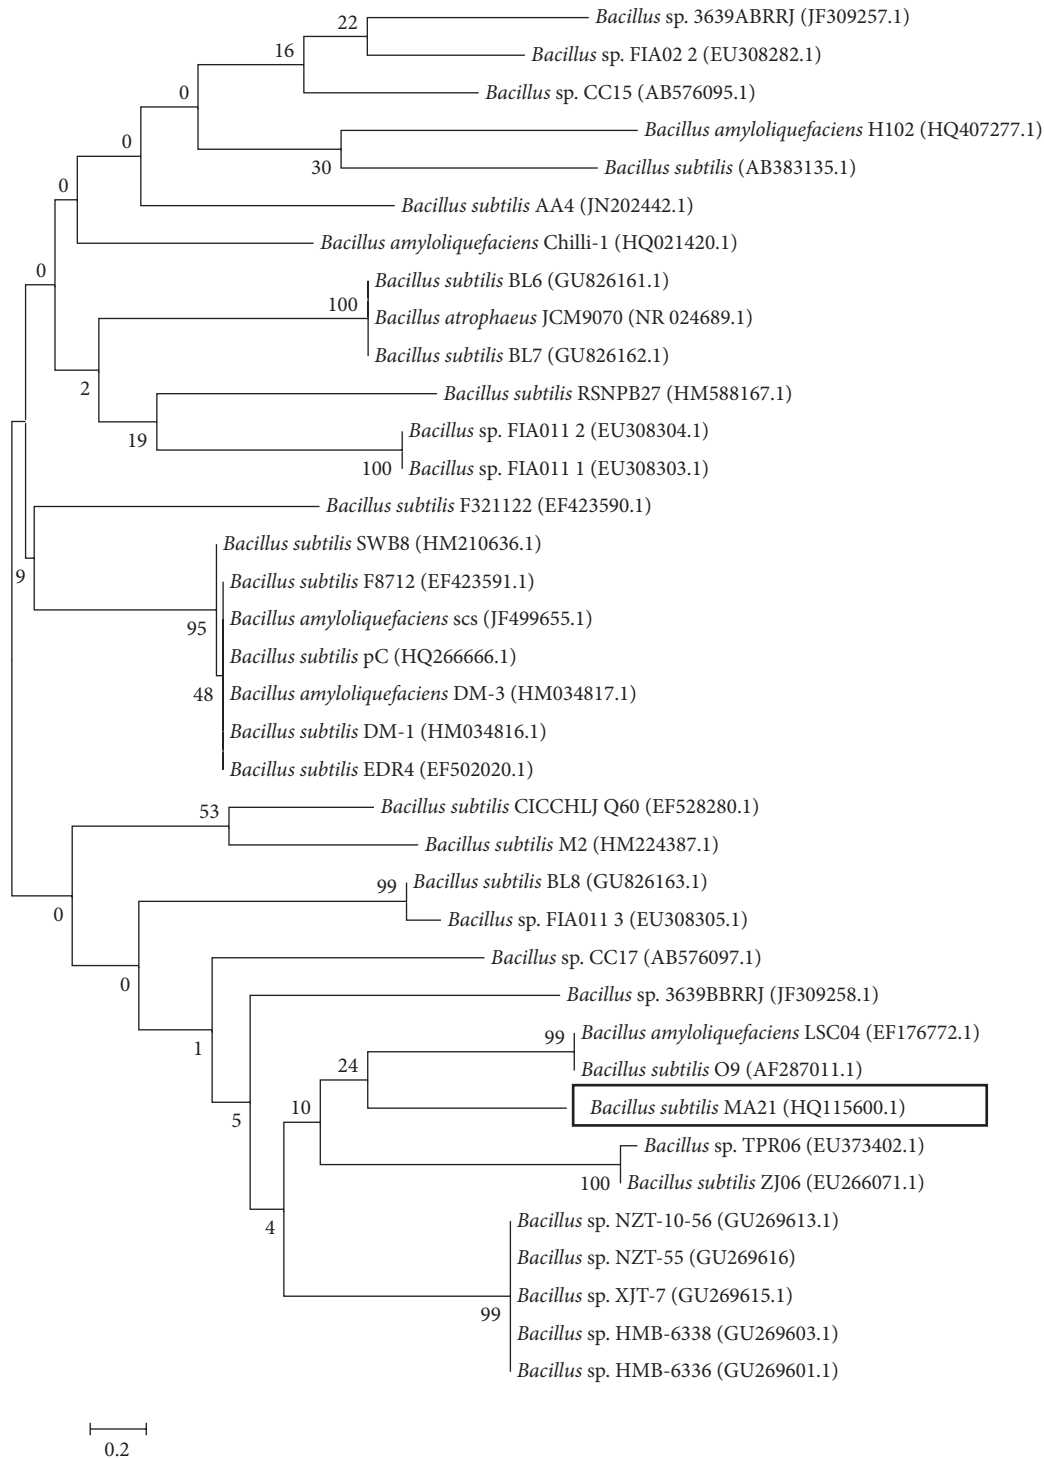 22
Bacillus sp. 3639ABRRJ (JF309257.1)
16
Bacillus sp. FIA02 2 (EU308282.1)
0
Bacillus sp. CC15 (AB576095.1)
Bacillus amyloliquefaciens H102 (HQ407277.1)
0
30
Bacillus subtilis (AB383135.1)
0
Bacillus subtilis AA4 (JN202442.1)
Bacillus amyloliquefaciens Chilli-1 (HQ021420.1)
0
Bacillus subtilis BL6 (GU826161.1)
100
Bacillus atrophaeus JCM9070 (NR 024689.1)
Bacillus subtilis BL7 (GU826162.1)
2
Bacillus subtilis RSNPB27 (HM588167.1)
19
Bacillus sp. FIA011 2 (EU308304.1)
100
Bacillus sp. FIA011 1 (EU308303.1)
Bacillus subtilis F321122 (EF423590.1)
Bacillus subtilis SWB8 (HM210636.1)
9
Bacillus subtilis F8712 (EF423591.1)
95
Bacillus amyloliquefaciens scs (JF499655.1)
Bacillus subtilis pC (HQ266666.1)
48
Bacillus amyloliquefaciens DM-3 (HM034817.1)
Bacillus subtilis DM-1 (HM034816.1)
Bacillus subtilis EDR4 (EF502020.1)
53
Bacillus subtilis CICCHLJ Q60 (EF528280.1)
Bacillus subtilis M2 (HM224387.1)
99
Bacillus subtilis BL8 (GU826163.1)
0
Bacillus sp. FIA011 3 (EU308305.1)
Bacillus sp. CC17 (AB576097.1)
0
Bacillus sp. 3639BBRRJ (JF309258.1)
1
99
Bacillus amyloliquefaciens LSC04 (EF176772.1)
24
Bacillus subtilis O9 (AF287011.1)
10
Bacillus subtilis MA21 (HQ115600.1)
5
Bacillus sp. TPR06 (EU373402.1)
100
Bacillus subtilis ZJ06 (EU266071.1)
4
Bacillus sp. NZT-10-56 (GU269613.1)
Bacillus sp. NZT-55 (GU269616)
Bacillus sp. XJT-7 (GU269615.1)
99
Bacillus sp. HMB-6338 (GU269603.1)
Bacillus sp. HMB-6336 (GU269601.1)
0.2